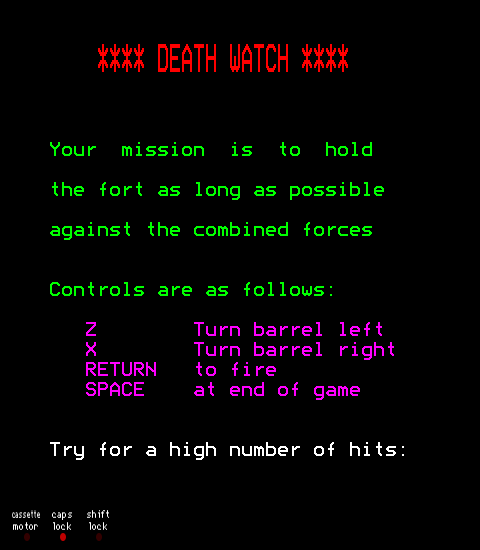 **** DEATH WATCH ****
Your mission is to hold
the fort as long as possible
against the combined forces
Controls are as follows:
Z Turn barrel left
X Turn barrel right
RETURN to fire
SPACE at end of game
Try for a high number of hits:
cassette motor caps lock shift lock